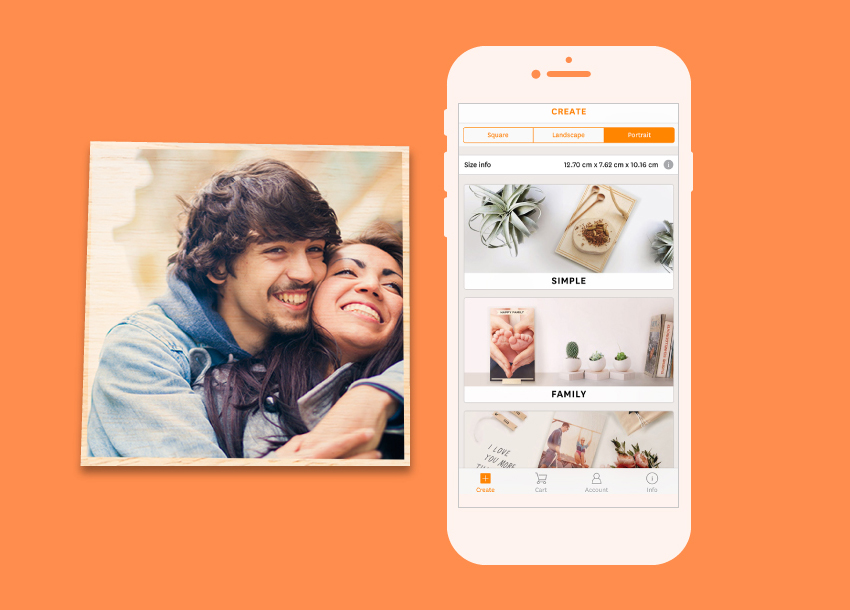 CREATE
Square Landscape Portrait
Size info 12.70 cm x 7.62 cm x 10.16 cm
SIMPLE
HAPPY FAMILY
FAMILY
I LOVE
YOU MORE
Create Cart Account Info